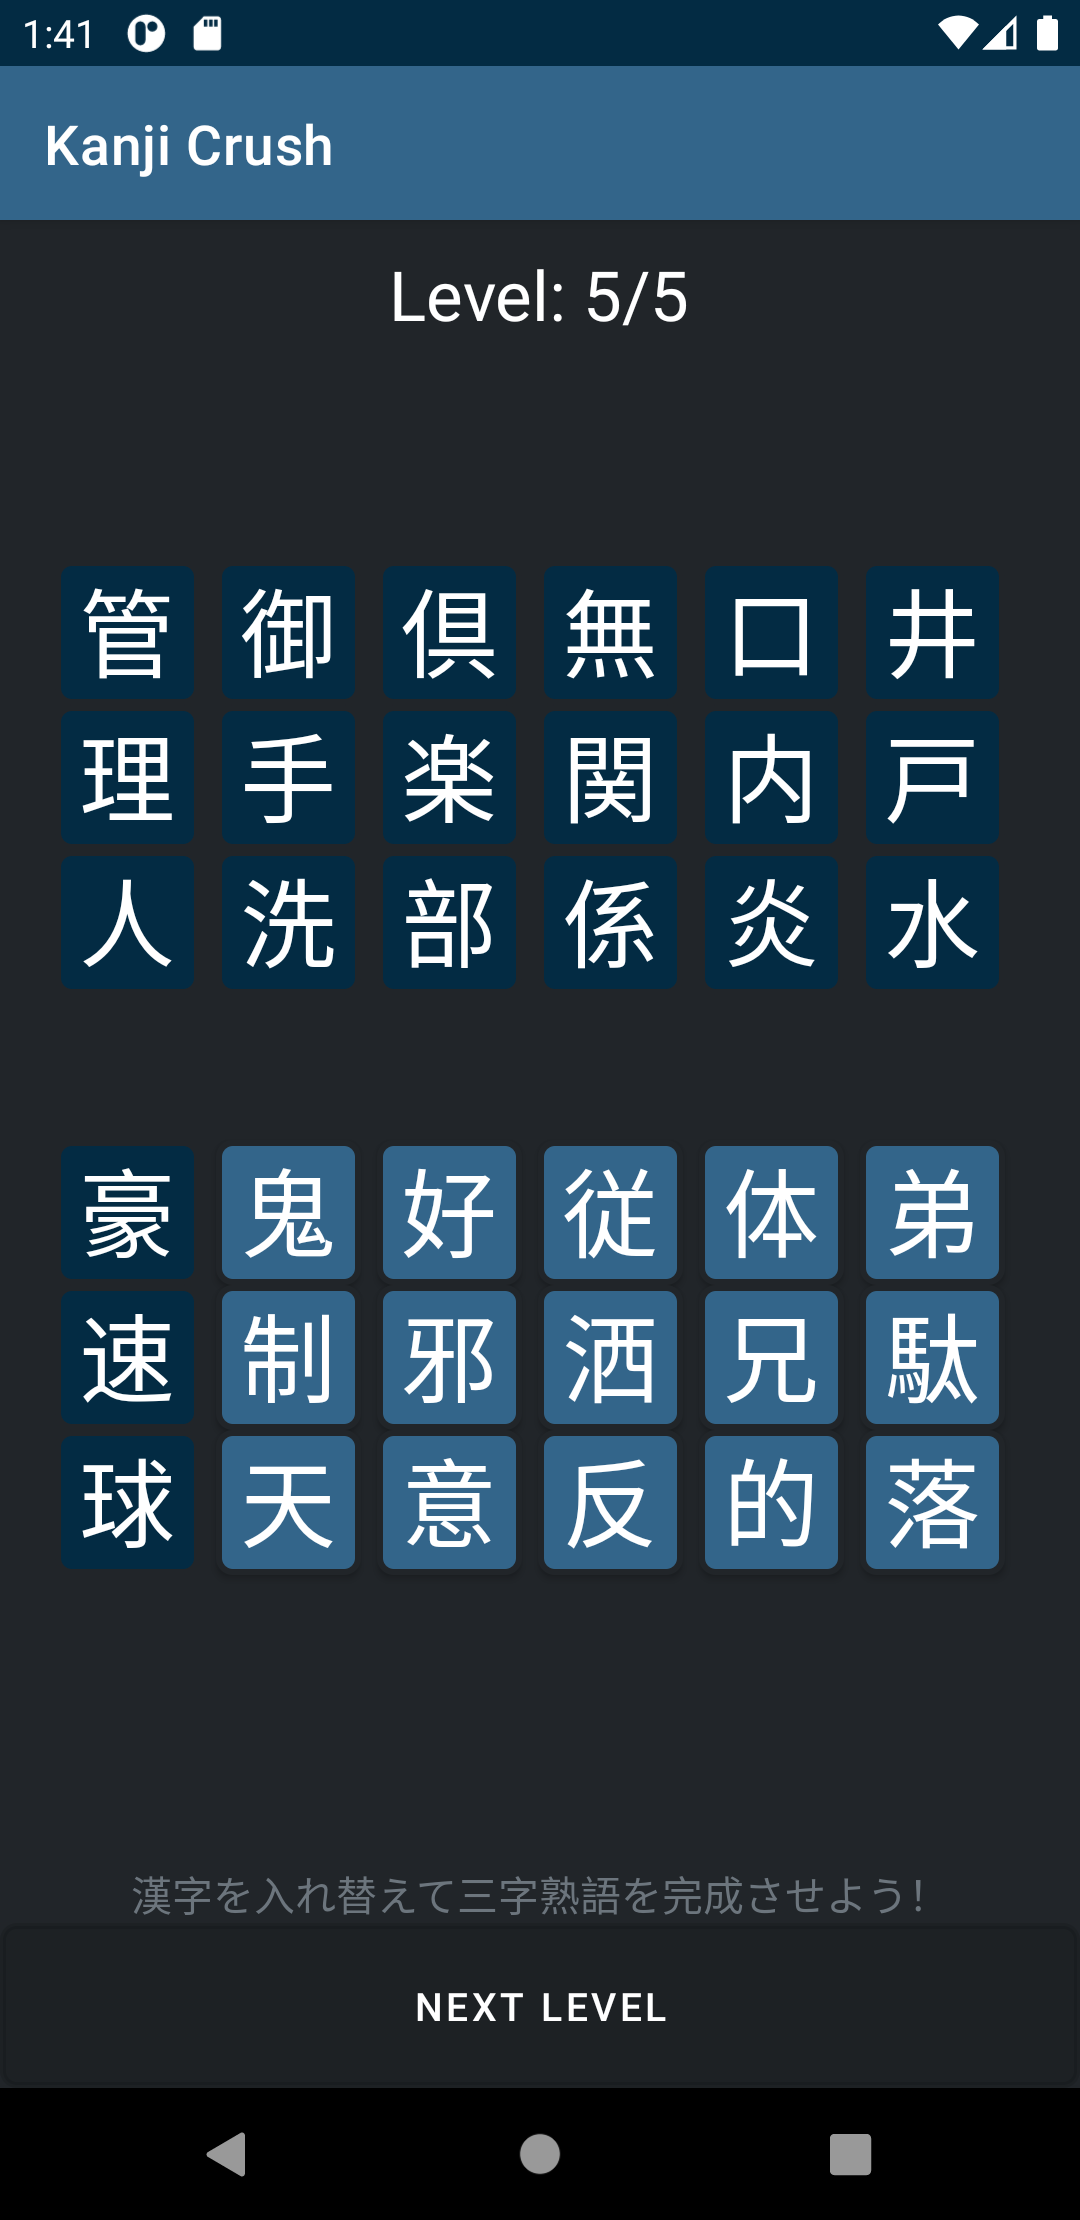 1:41
Kanji Crush
Level: 5/5
管 御 倶 無 口 井
理 手 楽 関 内 戸
人 洗 部 係 炎 水
豪 鬼 好 従 体 弟
速 制 邪 洒 兄 駄
球 天 意 反 的 落
漢字を入れ替えて三字熟語を完成させよう！
NEXT LEVEL